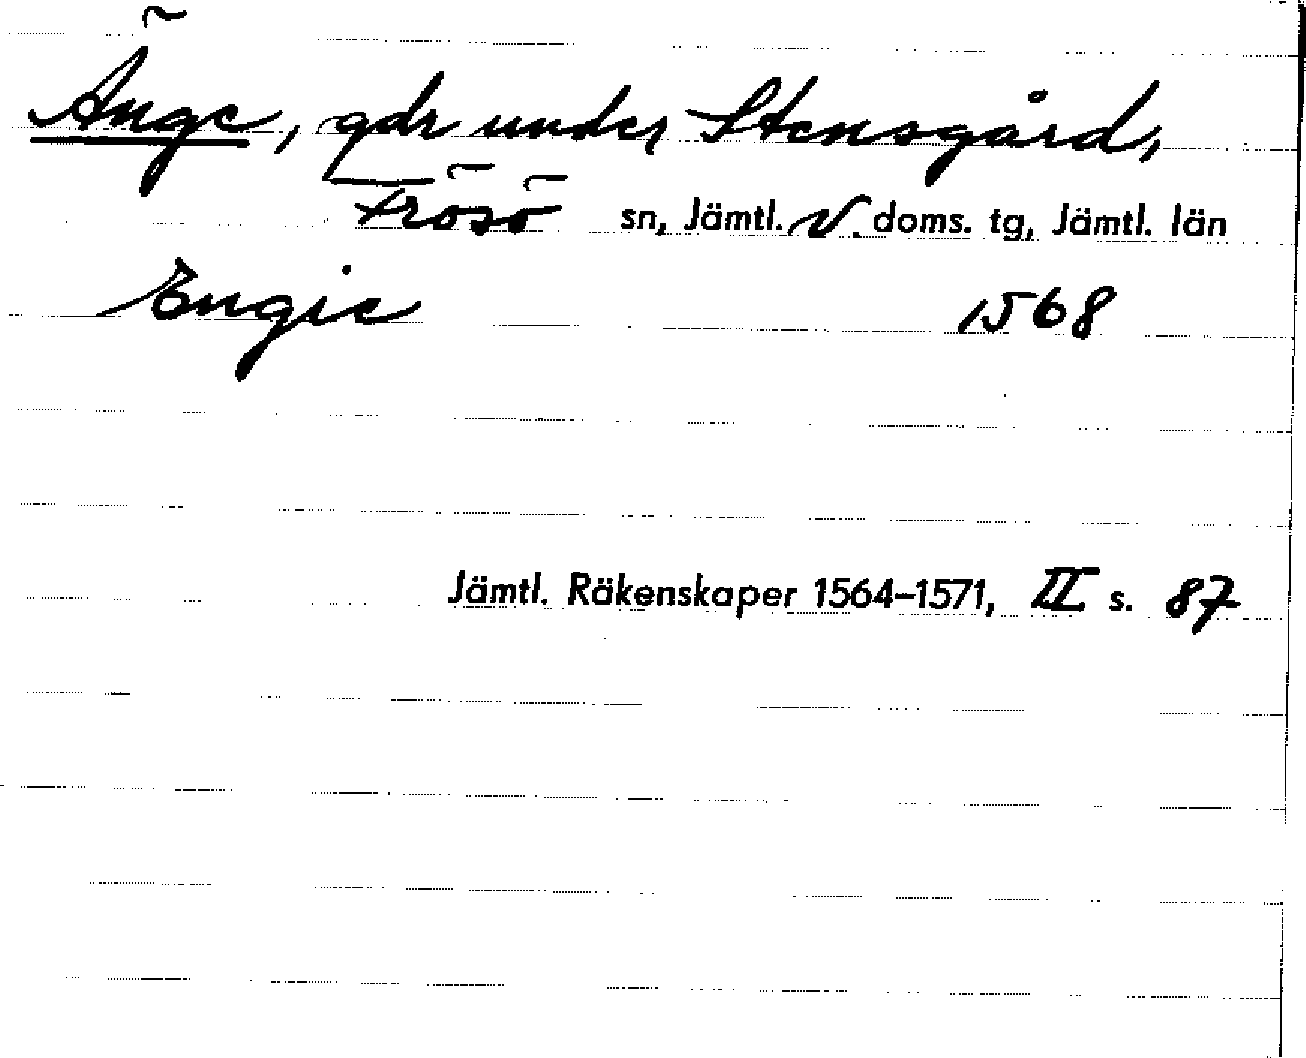 Änge, gdr under Stensgård,
Frösö sn, Jämtl. V. doms. tg, Jämtl. län
Engie 1568
Jämtl. Räkenskaper 1564–1571, II s. 87